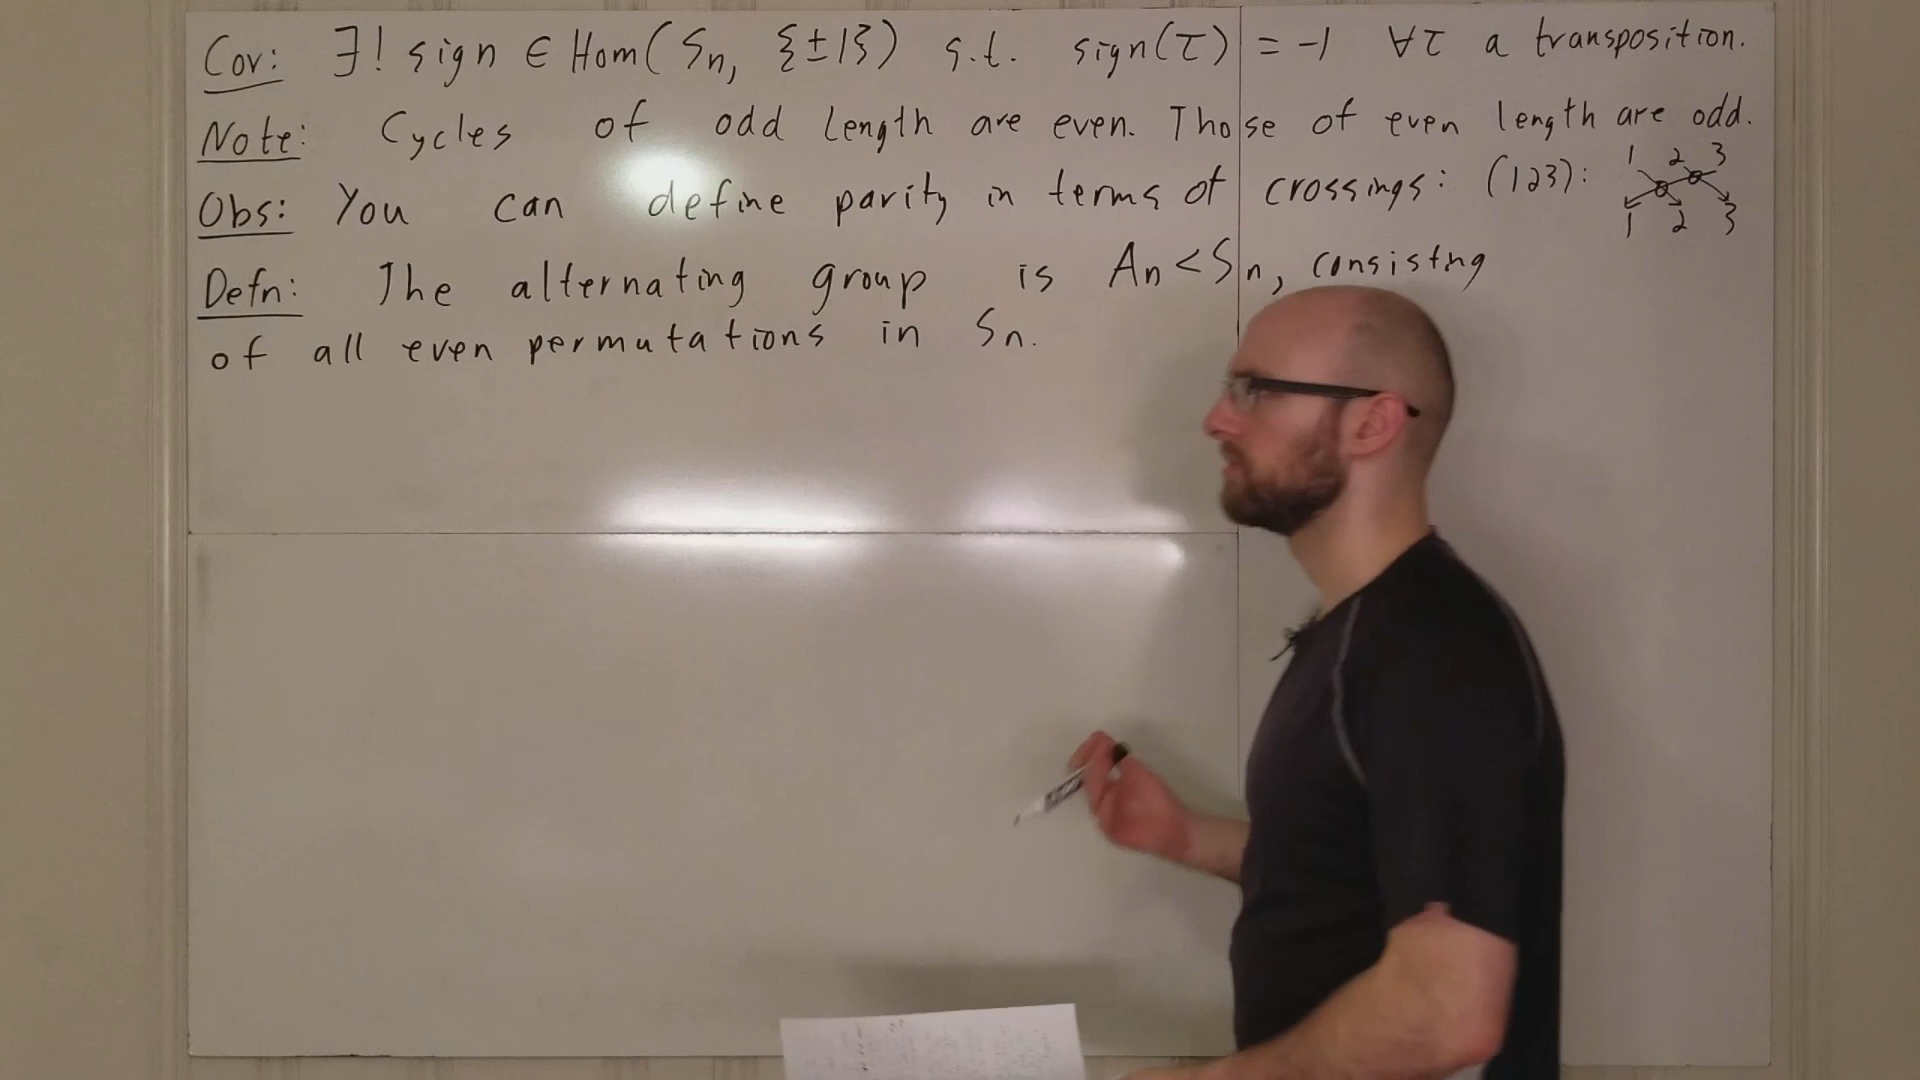 Cor: ∃! sign ∈ Hom(Sn, {±1}) s.t. sign(τ) = -1 ∀τ a transposition.
Note: Cycles of odd length are even. Those of even length are odd.
Obs: You can define parity in terms of crossings: (123):
1 2 3
1 2 3
Defn: The alternating group is An < Sn, consisting
of all even permutations in Sn.